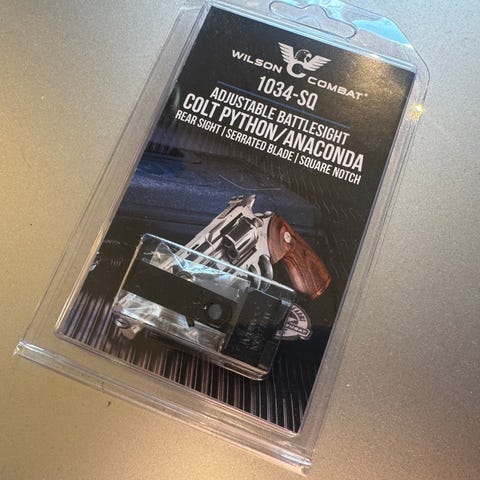 WILSON COMBAT®
1034-SQ
ADJUSTABLE BATTLESIGHT
COLT PYTHON/ANACONDA
REAR SIGHT | SERRATED BLADE | SQUARE NOTCH